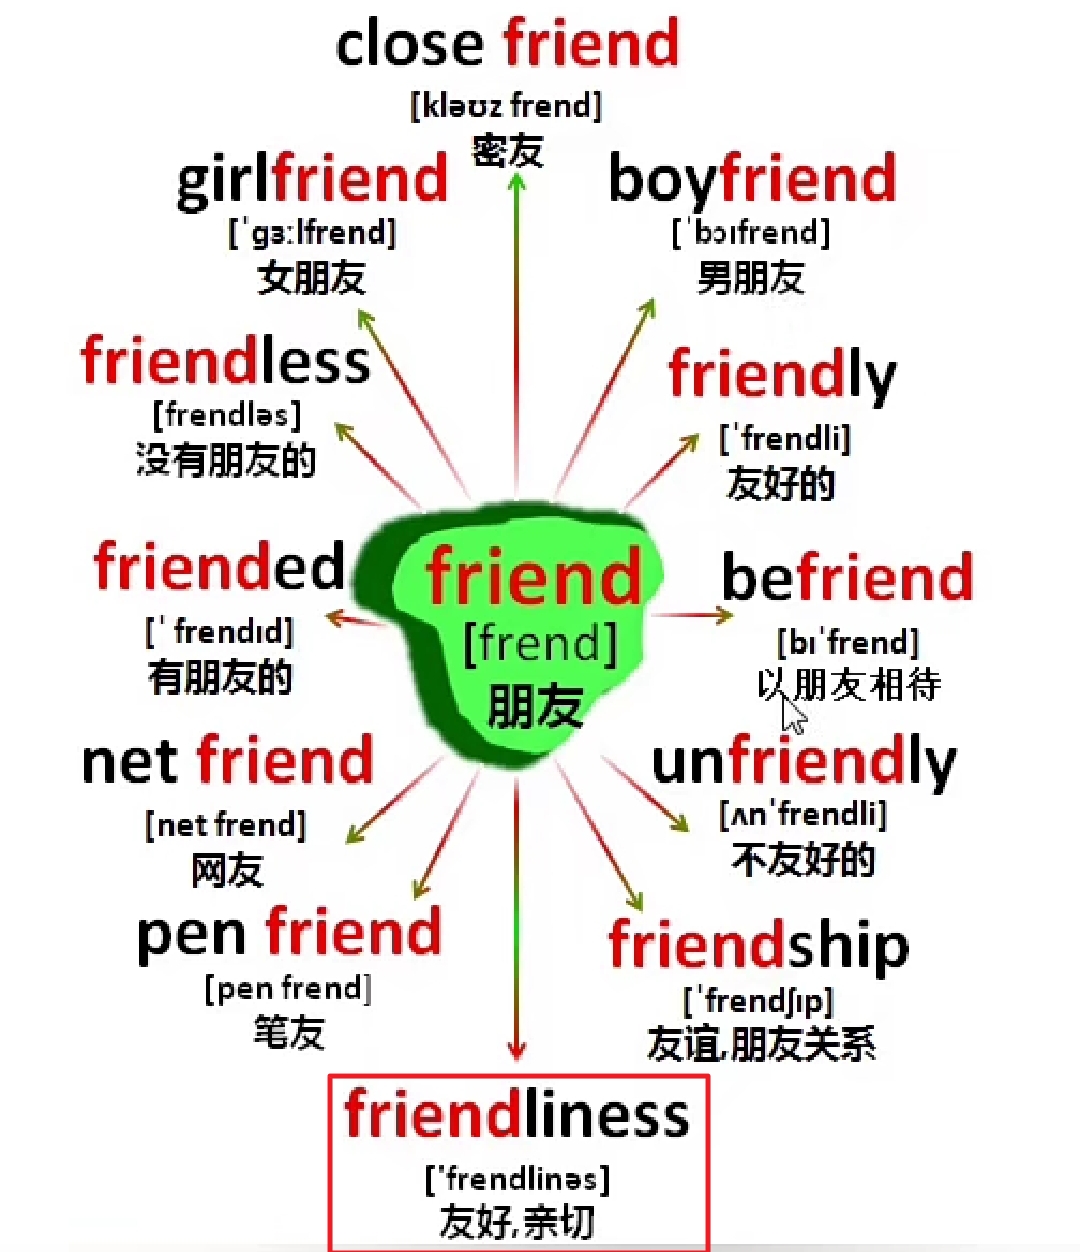 close friend
[kləʊz frend]
密友
girlfriend
[ˈgɜːlfrend]
女朋友
boyfriend
[ˈbɔɪfrend]
男朋友
friendless
[frendləs]
没有朋友的
friendly
[ˈfrendli]
友好的
friended
[ˈ frendɪd]
有朋友的
friend
[frend]
朋友
befriend
[bɪˈfrend]
以朋友相待
net friend
[net frend]
网友
unfriendly
[ʌnˈfrendli]
不友好的
pen friend
[pen frend]
笔友
friendship
[ˈfrendʃɪp]
友谊,朋友关系
friendliness
[ˈfrendlinəs]
友好,亲切